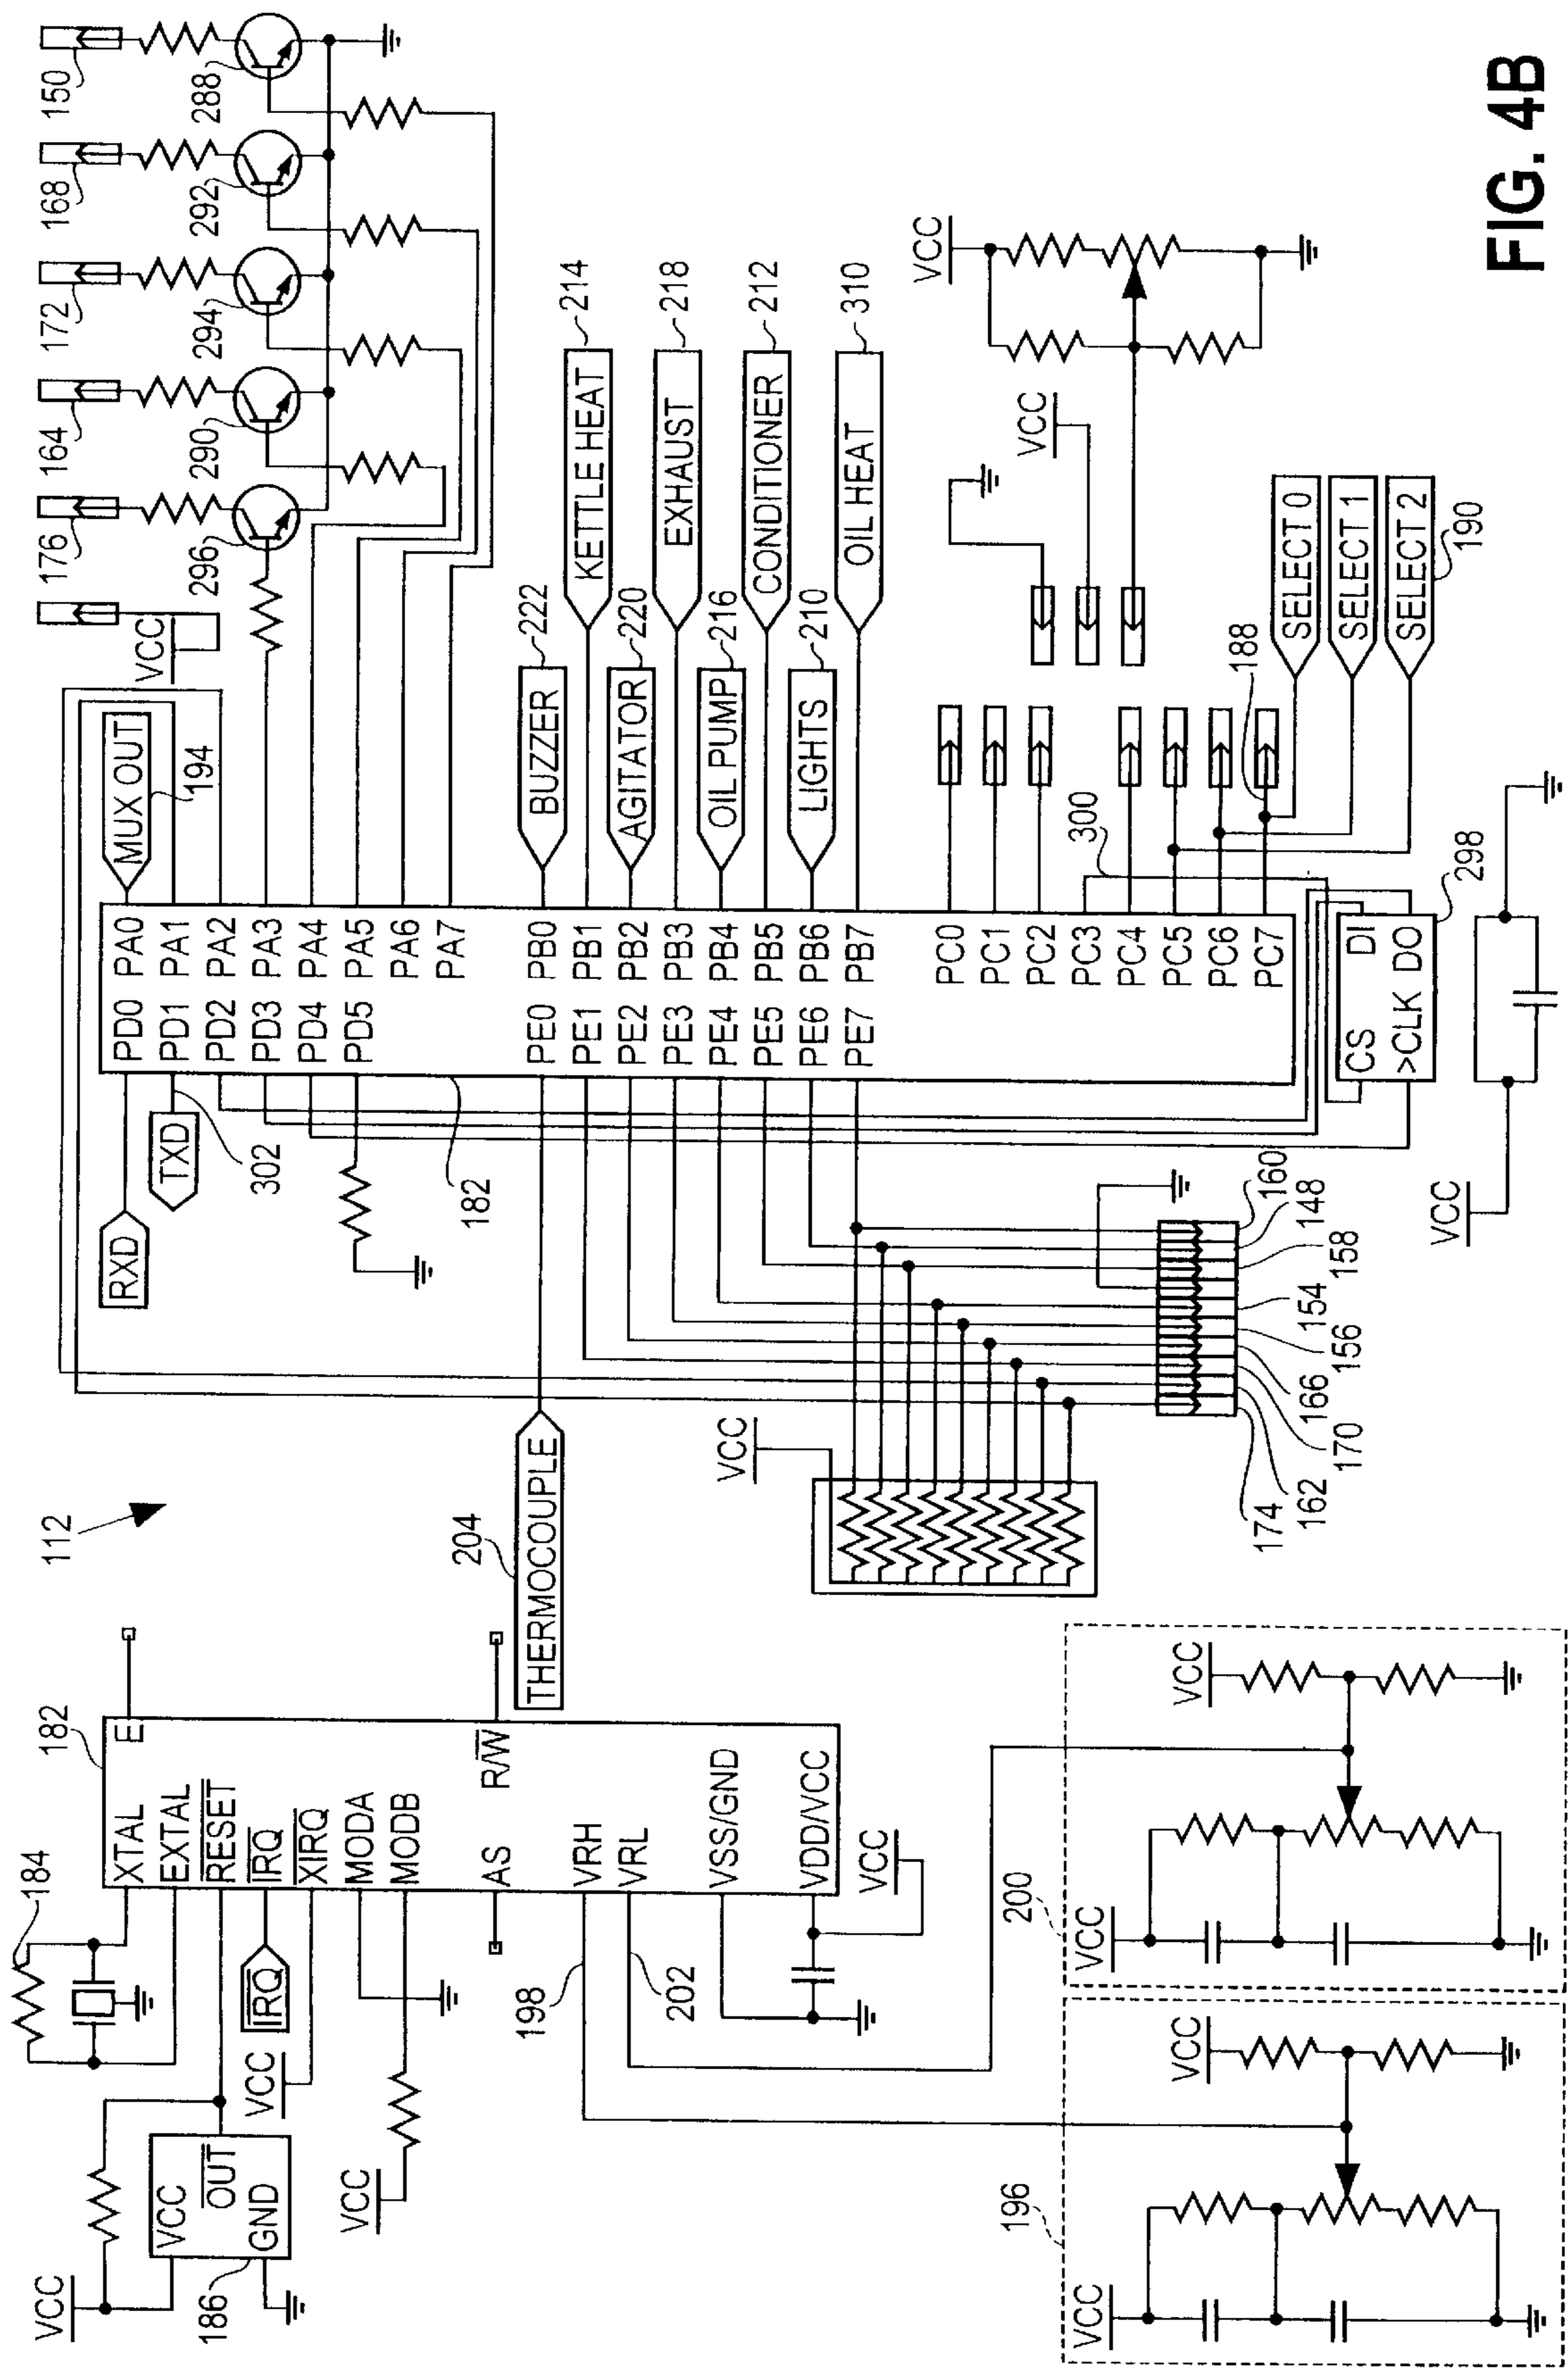 112
184
XTAL
EXTAL
RESET
IRQ
XIRQ
MODA
MODB
AS
VRH
VRL
VSS/GND
VDD/VCC
E
R/W
182
VCC
VCC
OUT
GND
186
IRQ
VCC
VCC
198
202
VCC
196
VCC
VCC
200
VCC
VCC
THERMOCOUPLE
204
RXD
TXD
302
182
PD0 PA0
PD1 PA1
PD2 PA2
PD3 PA3
PD4 PA4
PD5 PA5
PA6
PA7
PE0 PB0
PE1 PB1
PE2 PB2
PE3 PB3
PE4 PB4
PE5 PB5
PE6 PB6
PE7 PB7
PC0
PC1
PC2
PC3
PC4
PC5
PC6
PC7
MUX OUT
194
VCC
176
164
172
168
150
296
290
294
292
288
BUZZER
222
KETTLE HEAT
214
AGITATOR
220
EXHAUST
218
OIL PUMP
216
CONDITIONER
212
LIGHTS
210
OIL HEAT
310
VCC
VCC
300
188
SELECT 0
SELECT 1
SELECT 2
190
CS DI
>CLK DO
298
VCC
VCC
174
162
170
166
156
154
158
148
160
FIG. 4B